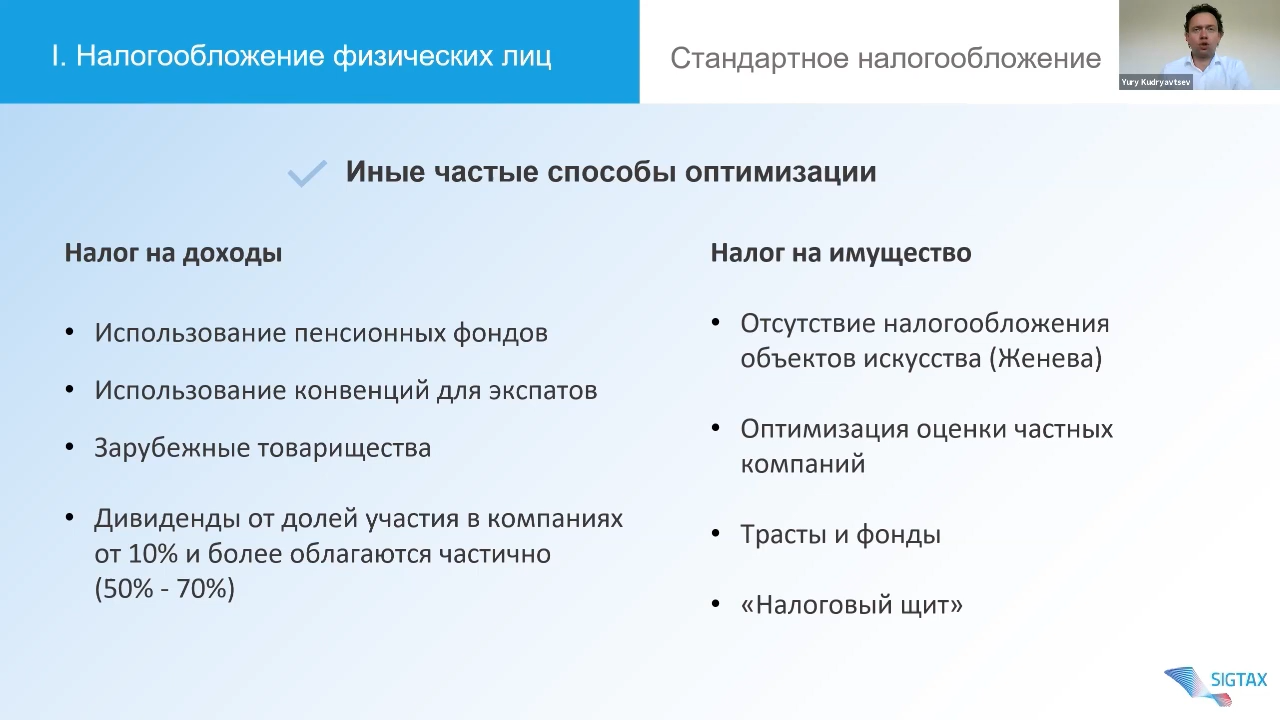 I. Налогообложение физических лиц
Стандартное налогообложение
Yury Kudryavtsev
Иные частые способы оптимизации
Налог на доходы
• Использование пенсионных фондов
• Использование конвенций для экспатов
• Зарубежные товарищества
• Дивиденды от долей участия в компаниях
от 10% и более облагаются частично
(50% - 70%)
Налог на имущество
• Отсутствие налогообложения
объектов искусства (Женева)
• Оптимизация оценки частных
компаний
• Трасты и фонды
• «Налоговый щит»
SIGTAX